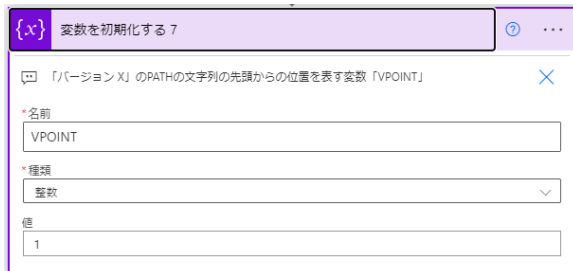 {x} 変数を初期化する 7
「バージョン X」のPATHの文字列の先頭からの位置を表す変数「VPOINT」
*名前
VPOINT
*種類
整数
値
1